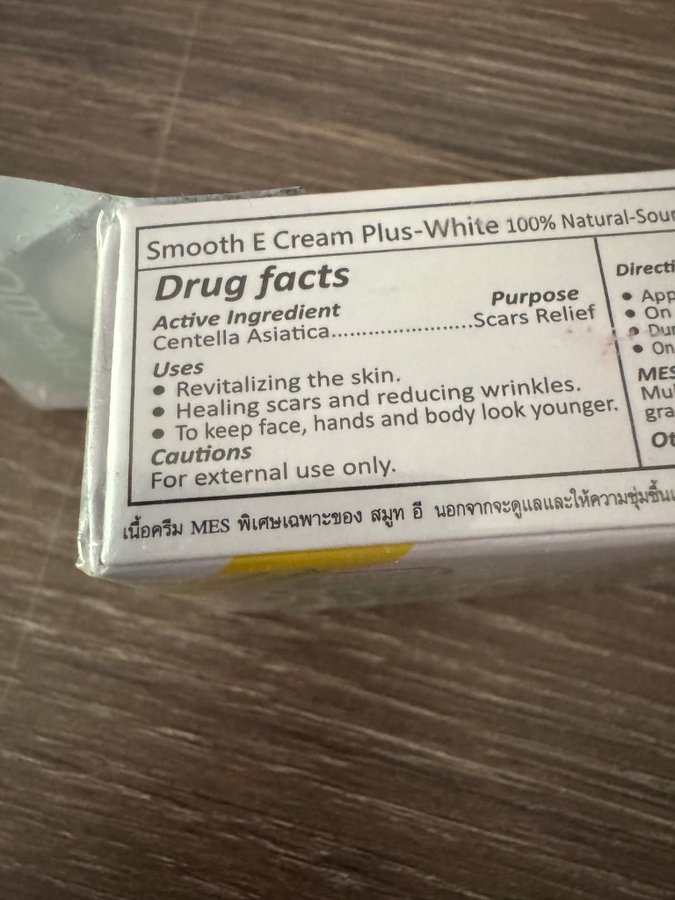 Smooth E Cream Plus-White 100% Natural-Sour
Drug facts
Active Ingredient Purpose
Centella Asiatica........................Scars Relief
Uses
• Revitalizing the skin.
• Healing scars and reducing wrinkles.
• To keep face, hands and body look younger.
Cautions
For external use only.
Directi
• App
• On
• Dur
• On
MES
Mul
gra
Ot
เนื้อครีม MES พิเศษเฉพาะของ สมูท อี นอกจากจะดูแลและให้ความชุ่มชื้น